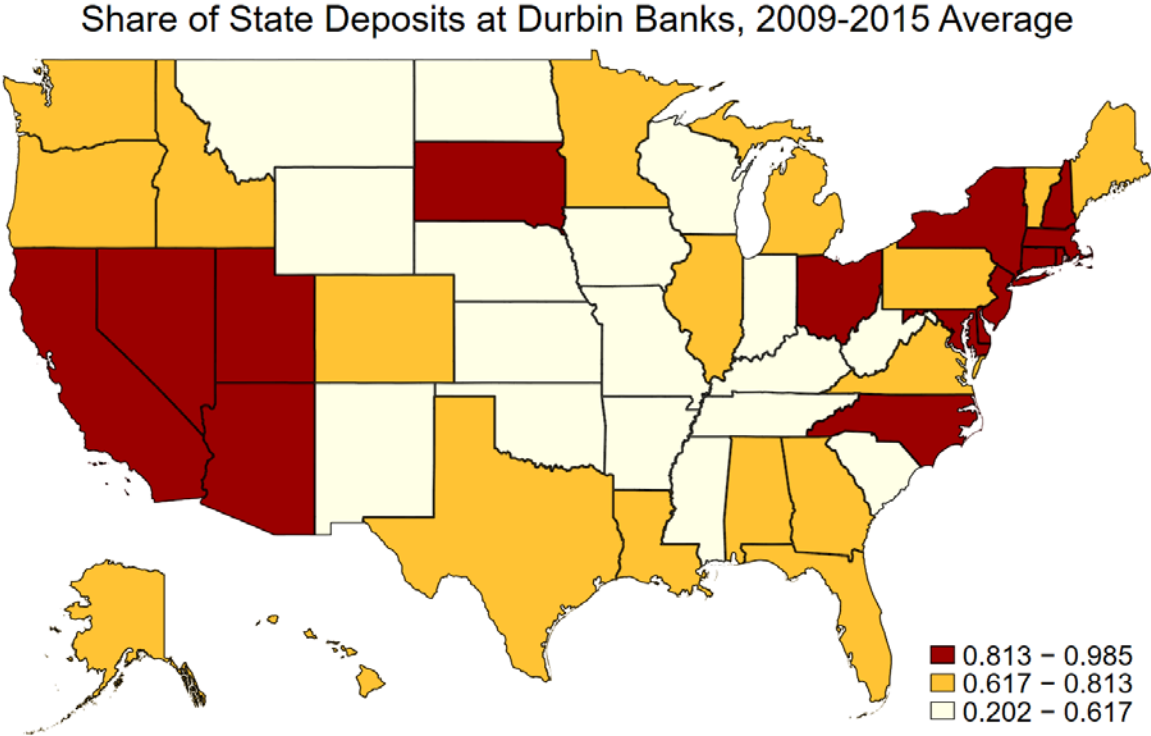 Share of State Deposits at Durbin Banks, 2009-2015 Average
0.813 − 0.985
0.617 − 0.813
0.202 − 0.617